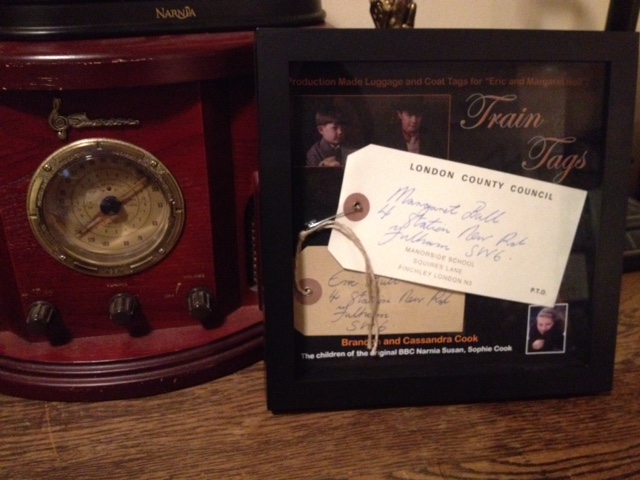 NARNIA
Production Made Luggage and Coat Tags for "Eric and Margaret Ball"
Train
Tags
LONDON COUNTY COUNCIL
Margaret Ball
4 Station New Rd
Fulham SW6.
MANORSIDE SCHOOL
SQUIRES LANE
FINCHLEY LONDON N3
P.T.O.
Eric Ball
4 Station New Rd
Fulham
SW6
Brandon and Cassandra Cook
The children of the original BBC Narnia Susan, Sophie Cook